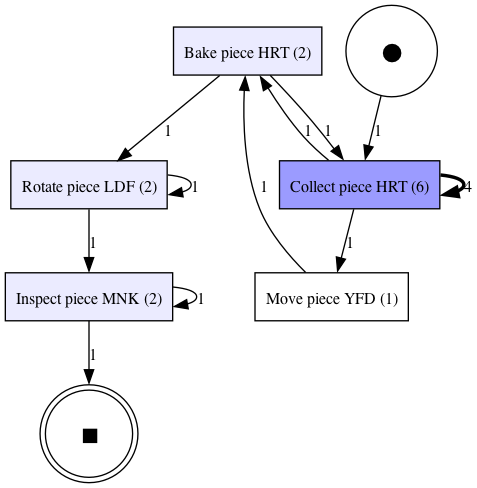 Bake piece HRT (2)
1
1
1
1
Rotate piece LDF (2)
1
Collect piece HRT (6)
4
1
1
1
Inspect piece MNK (2)
1
Move piece YFD (1)
1